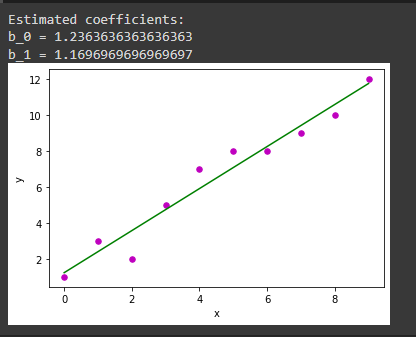 Estimated coefficients:
b_0 = 1.2363636363636363
b_1 = 1.1696969696969697
12
10
8
6
4
2
y
0 2 4 6 8
x